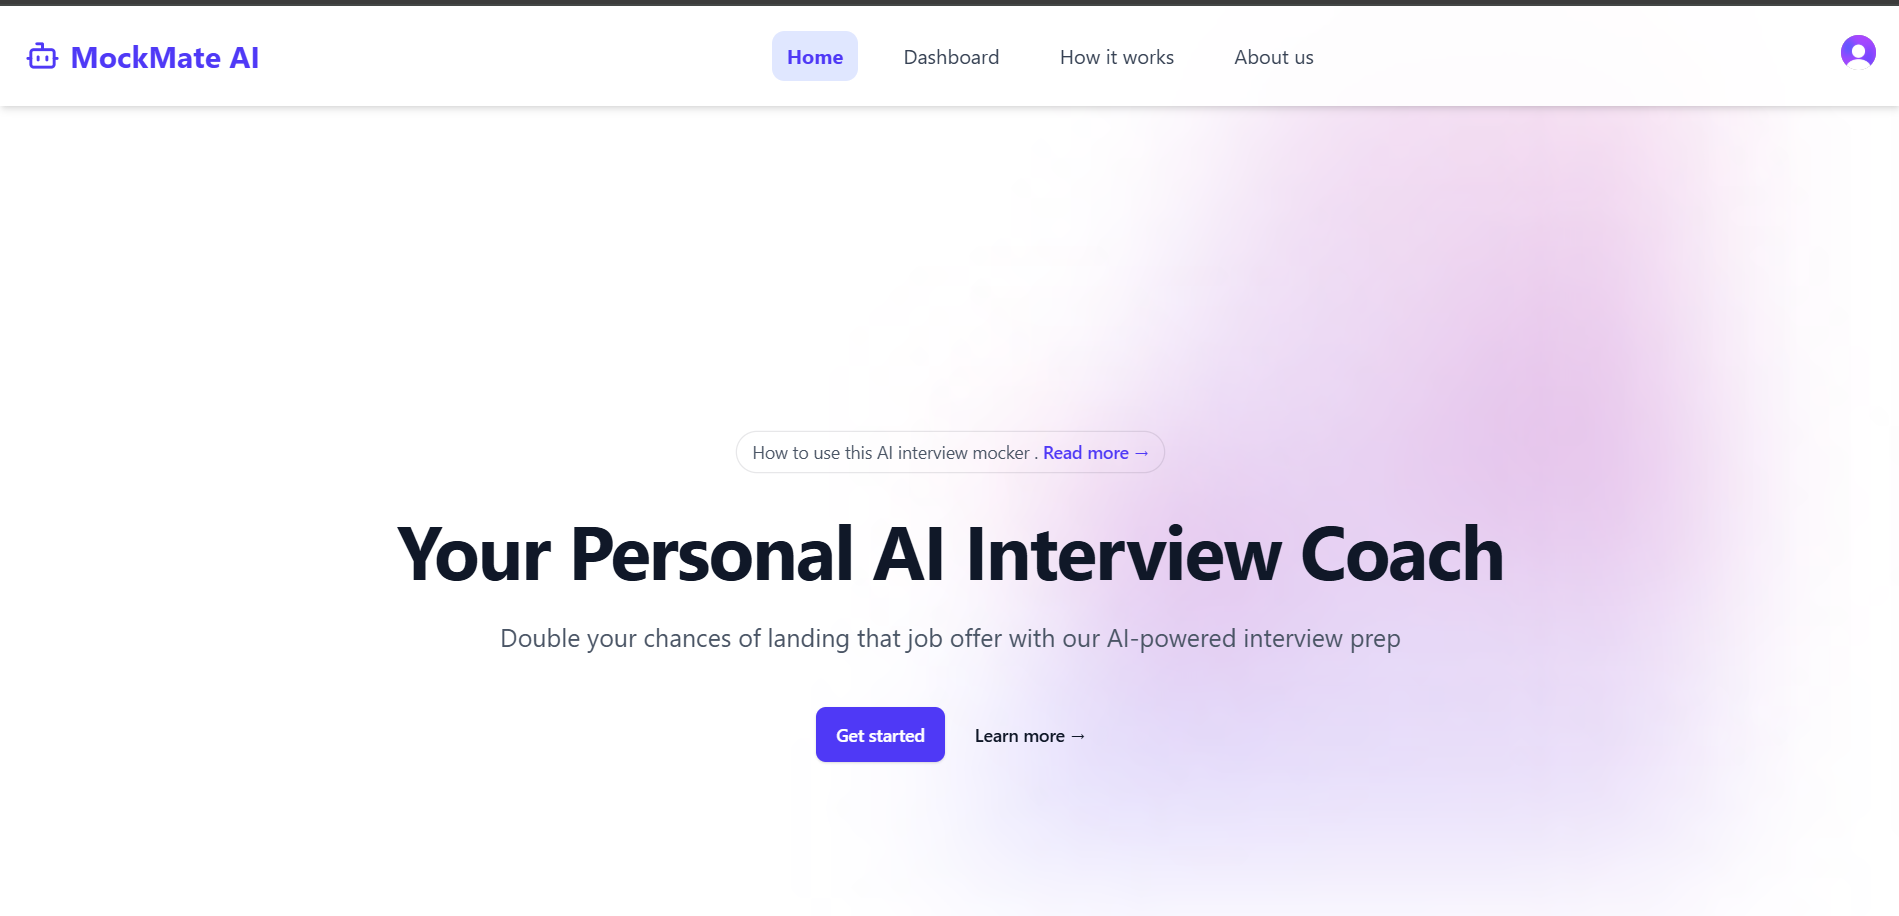 MockMate AI
Home Dashboard How it works About us
How to use this AI interview mocker . Read more →
Your Personal AI Interview Coach
Double your chances of landing that job offer with our AI-powered interview prep
Get started Learn more →